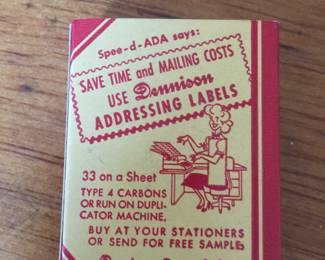 Spee-d-ADA says:
SAVE TIME and MAILING COSTS
USE Dennison
ADDRESSING LABELS
33 on a Sheet
TYPE 4 CARBONS
OR RUN ON DUPLI-
CATOR MACHINE,
BUY AT YOUR STATIONERS
OR SEND FOR FREE SAMPLES